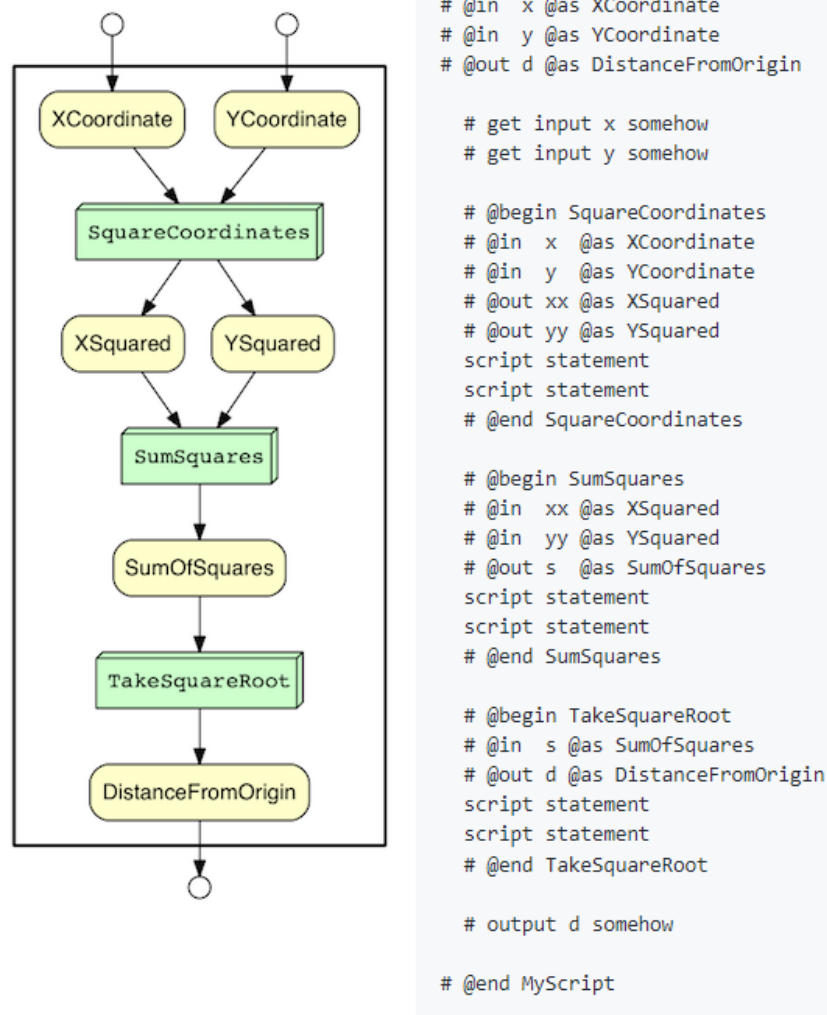 XCoordinate
YCoordinate
SquareCoordinates
XSquared
YSquared
SumSquares
SumOfSquares
TakeSquareRoot
DistanceFromOrigin
# @in  x @as XCoordinate
# @in  y @as YCoordinate
# @out d @as DistanceFromOrigin
# get input x somehow
# get input y somehow
# @begin SquareCoordinates
# @in  x  @as XCoordinate
# @in  y  @as YCoordinate
# @out xx @as XSquared
# @out yy @as YSquared
script statement
script statement
# @end SquareCoordinates
# @begin SumSquares
# @in  xx @as XSquared
# @in  yy @as YSquared
# @out s  @as SumOfSquares
script statement
script statement
# @end SumSquares
# @begin TakeSquareRoot
# @in  s @as SumOfSquares
# @out d @as DistanceFromOrigin
script statement
script statement
# @end TakeSquareRoot
# output d somehow
# @end MyScript